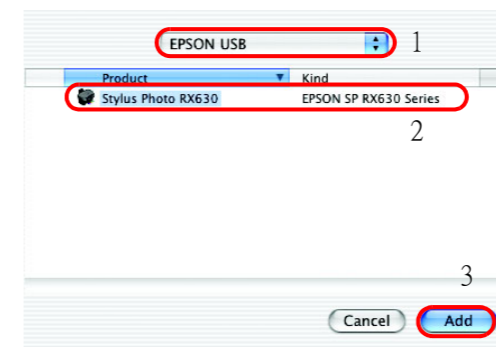 EPSON USB 1
Product Kind
Stylus Photo RX630 EPSON SP RX630 Series
2
3
Cancel Add